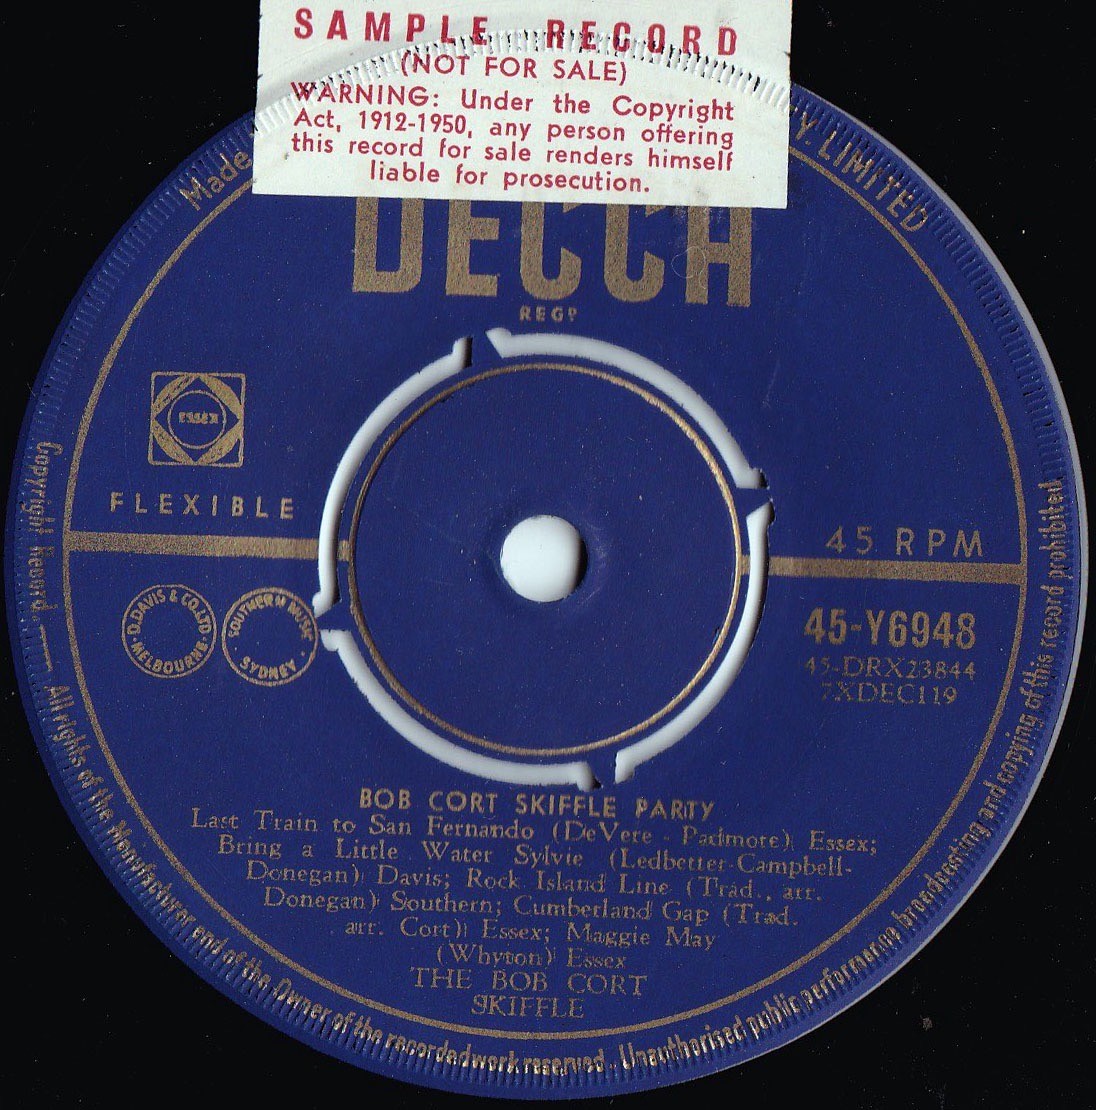 SAMPLE RECORD
(NOT FOR SALE)
WARNING: Under the Copyright
Act, 1912-1950, any person offering
this record for sale renders himself
liable for prosecution.
Made
Y. LIMITED
DECCA
REGD
ESSEX
FLEXIBLE
45 RPM
D. DAVIS & CO. LTD
MELBOURNE
SOUTHERN MUSIC
SYDNEY
45-Y6948
45-DRX23844
7XDEC119
BOB CORT SKIFFLE PARTY
Last Train to San Fernando (DeVere - Padmore) Essex;
Bring a Little Water Sylvie (Ledbetter-Campbell-
Donegan) Davis; Rock Island Line (Trad., arr.
Donegan) Southern; Cumberland Gap (Trad.
arr. Cort) Essex; Maggie May
(Whyton) Essex
THE BOB CORT
SKIFFLE
Copyright Record. — All rights of the Manufacturer and of the Owner of the recorded work reserved. Unauthorised public performance broadcasting and copying of this record prohibited.